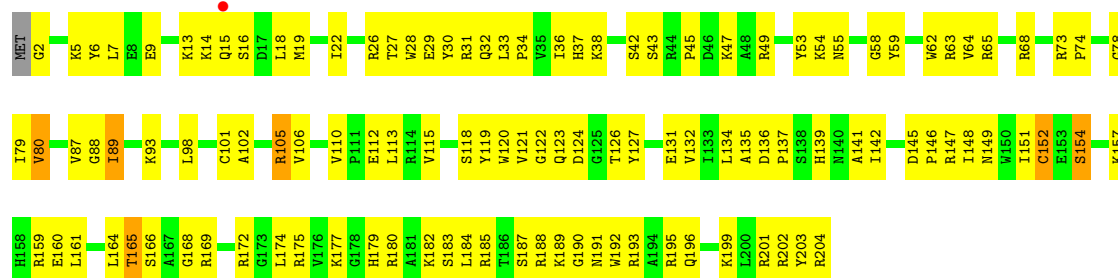 MET G2 K5 Y6 L7 E8 E9 K13 K14 Q15 S16 D17 L18 M19 I22 R26 T27 W28 E29 Y30 R31 Q32 L33 P34 V35 I36 H37 K38 S42 S43 R44 P45 D46 K47 A48 R49 Y53 K54 N55 G58 Y59 W62 R63 V64 R65 R68 R73 P74 G78
I79 V80 V87 G88 I89 K93 L98 C101 A102 R105 V106 V110 P111 E112 L113 R114 V115 S118 Y119 W120 V121 G122 Q123 D124 G125 T126 Y127 E131 V132 I133 L134 A135 D136 P137 S138 H139 N140 A141 I142 D145 P146 R147 I148 N149 W150 I151 C152 E153 S154 K157
H158 R159 E160 L161 L164 T165 S166 A167 G168 R169 R172 G173 L174 R175 V176 K177 G178 H179 R180 A181 K182 S183 L184 R185 T186 S187 R188 K189 G190 N191 W192 R193 A194 R195 Q196 K199 L200 R201 R202 Y203 R204